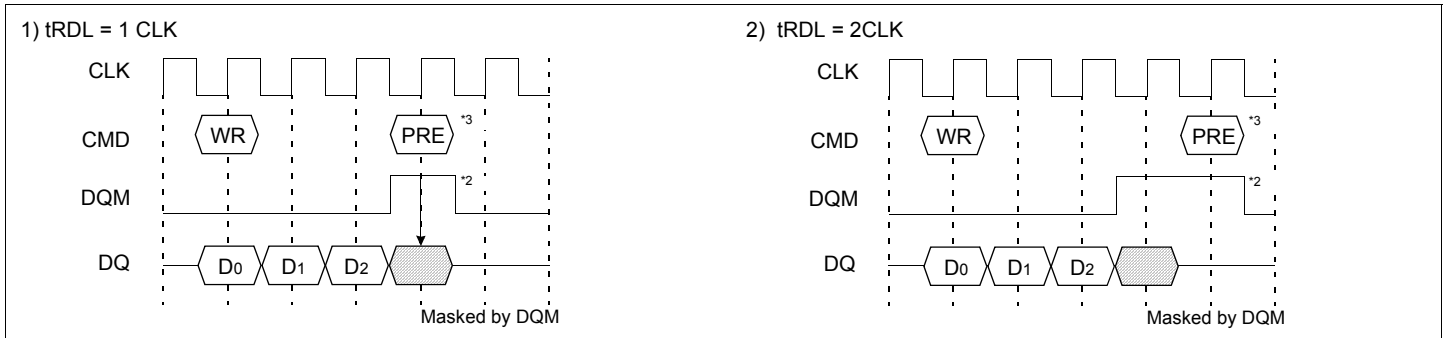 1) tRDL = 1 CLK
CLK
CMD
WR
PRE
*3
DQM
*2
DQ
D0
D1
D2
Masked by DQM
2) tRDL = 2CLK
CLK
CMD
WR
PRE
*3
DQM
*2
DQ
D0
D1
D2
Masked by DQM